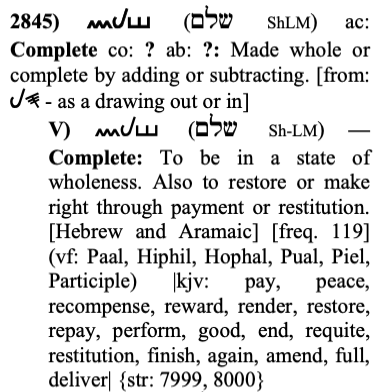 2845) (שלם ShLM) ac:
Complete co: ? ab: ?: Made whole or
complete by adding or subtracting. [from:
- as a drawing out or in]
V) (שלם Sh-LM) —
Complete: To be in a state of
wholeness. Also to restore or make
right through payment or restitution.
[Hebrew and Aramaic] [freq. 119]
(vf: Paal, Hiphil, Hophal, Pual, Piel,
Participle) |kjv: pay, peace,
recompense, reward, render, restore,
repay, perform, good, end, requite,
restitution, finish, again, amend, full,
deliver| {str: 7999, 8000}